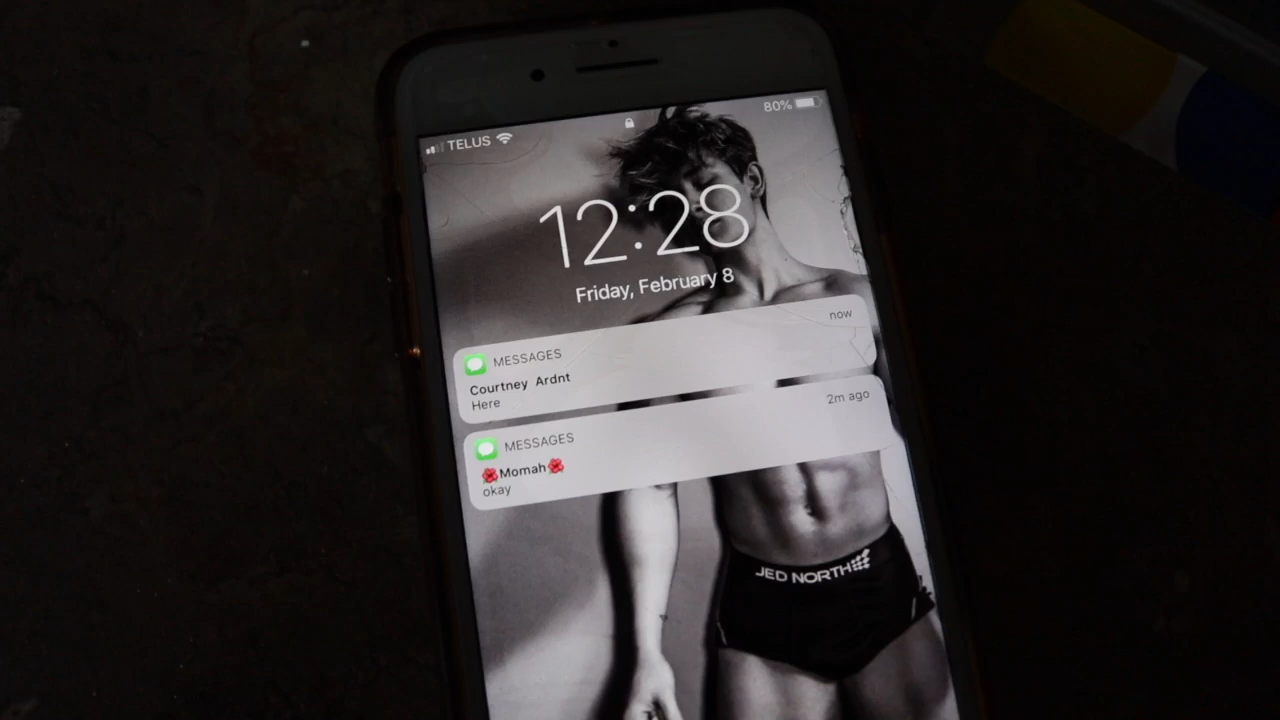 TELUS
80%
12:28
Friday, February 8
MESSAGES
now
Courtney Ardnt
Here
MESSAGES
2m ago
🌺Momah🌺
okay
JED NORTH